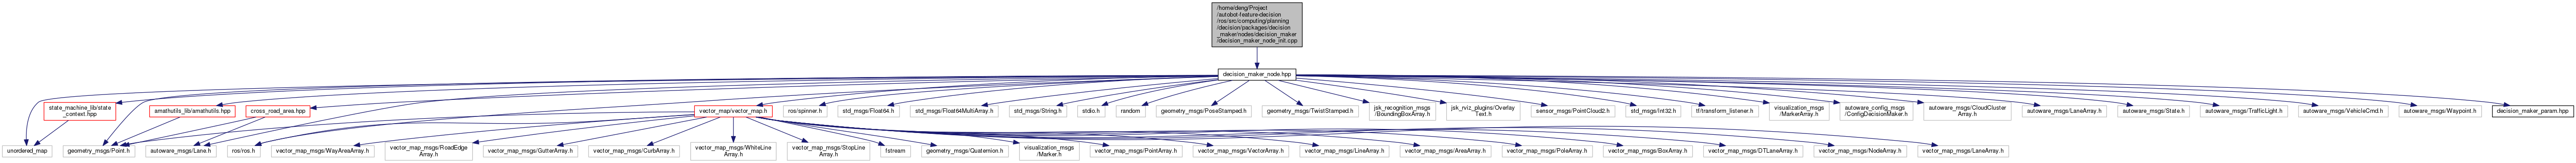 /home/deng/Project
/autobot-feature-decision
/ros/src/computing/planning
/decision/packages/decision
_maker/nodes/decision_maker
/decision_maker_node_init.cpp
decision_maker_node.hpp
state_machine_lib/state
_context.hpp
amathutils_lib/amathutils.hpp
cross_road_area.hpp
vector_map/vector_map.h
ros/spinner.h
std_msgs/Float64.h
std_msgs/Float64MultiArray.h
std_msgs/String.h
stdio.h
random
geometry_msgs/PoseStamped.h
geometry_msgs/TwistStamped.h
jsk_recognition_msgs
/BoundingBoxArray.h
jsk_rviz_plugins/Overlay
Text.h
sensor_msgs/PointCloud2.h
std_msgs/Int32.h
tf/transform_listener.h
visualization_msgs
/MarkerArray.h
autoware_config_msgs
/ConfigDecisionMaker.h
autoware_msgs/CloudCluster
Array.h
autoware_msgs/LaneArray.h
autoware_msgs/State.h
autoware_msgs/TrafficLight.h
autoware_msgs/VehicleCmd.h
autoware_msgs/Waypoint.h
decision_maker_param.hpp
unordered_map
geometry_msgs/Point.h
autoware_msgs/Lane.h
ros/ros.h
vector_map_msgs/WayAreaArray.h
vector_map_msgs/RoadEdge
Array.h
vector_map_msgs/GutterArray.h
vector_map_msgs/CurbArray.h
vector_map_msgs/WhiteLine
Array.h
vector_map_msgs/StopLine
Array.h
fstream
geometry_msgs/Quaternion.h
visualization_msgs
/Marker.h
vector_map_msgs/PointArray.h
vector_map_msgs/VectorArray.h
vector_map_msgs/LineArray.h
vector_map_msgs/AreaArray.h
vector_map_msgs/PoleArray.h
vector_map_msgs/BoxArray.h
vector_map_msgs/DTLaneArray.h
vector_map_msgs/NodeArray.h
vector_map_msgs/LaneArray.h